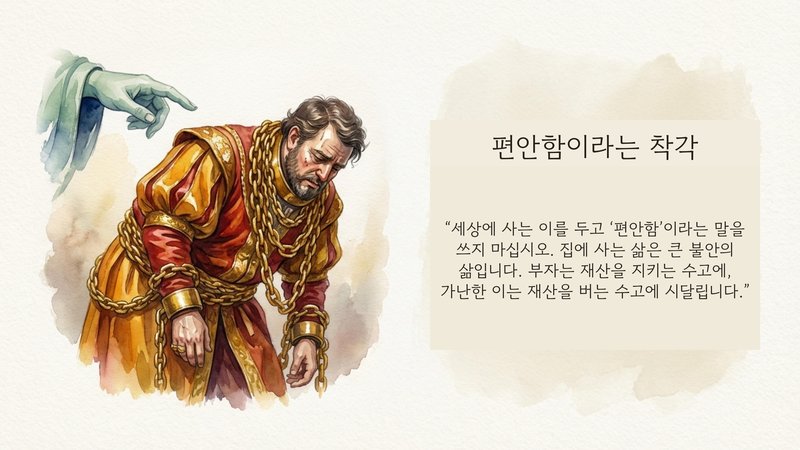 편안함이라는 착각
“세상에 사는 이를 두고 ‘편안함’이라는 말을
쓰지 마십시오. 집에 사는 삶은 큰 불안의
삶입니다. 부자는 재산을 지키는 수고에,
가난한 이는 재산을 버는 수고에 시달립니다.”